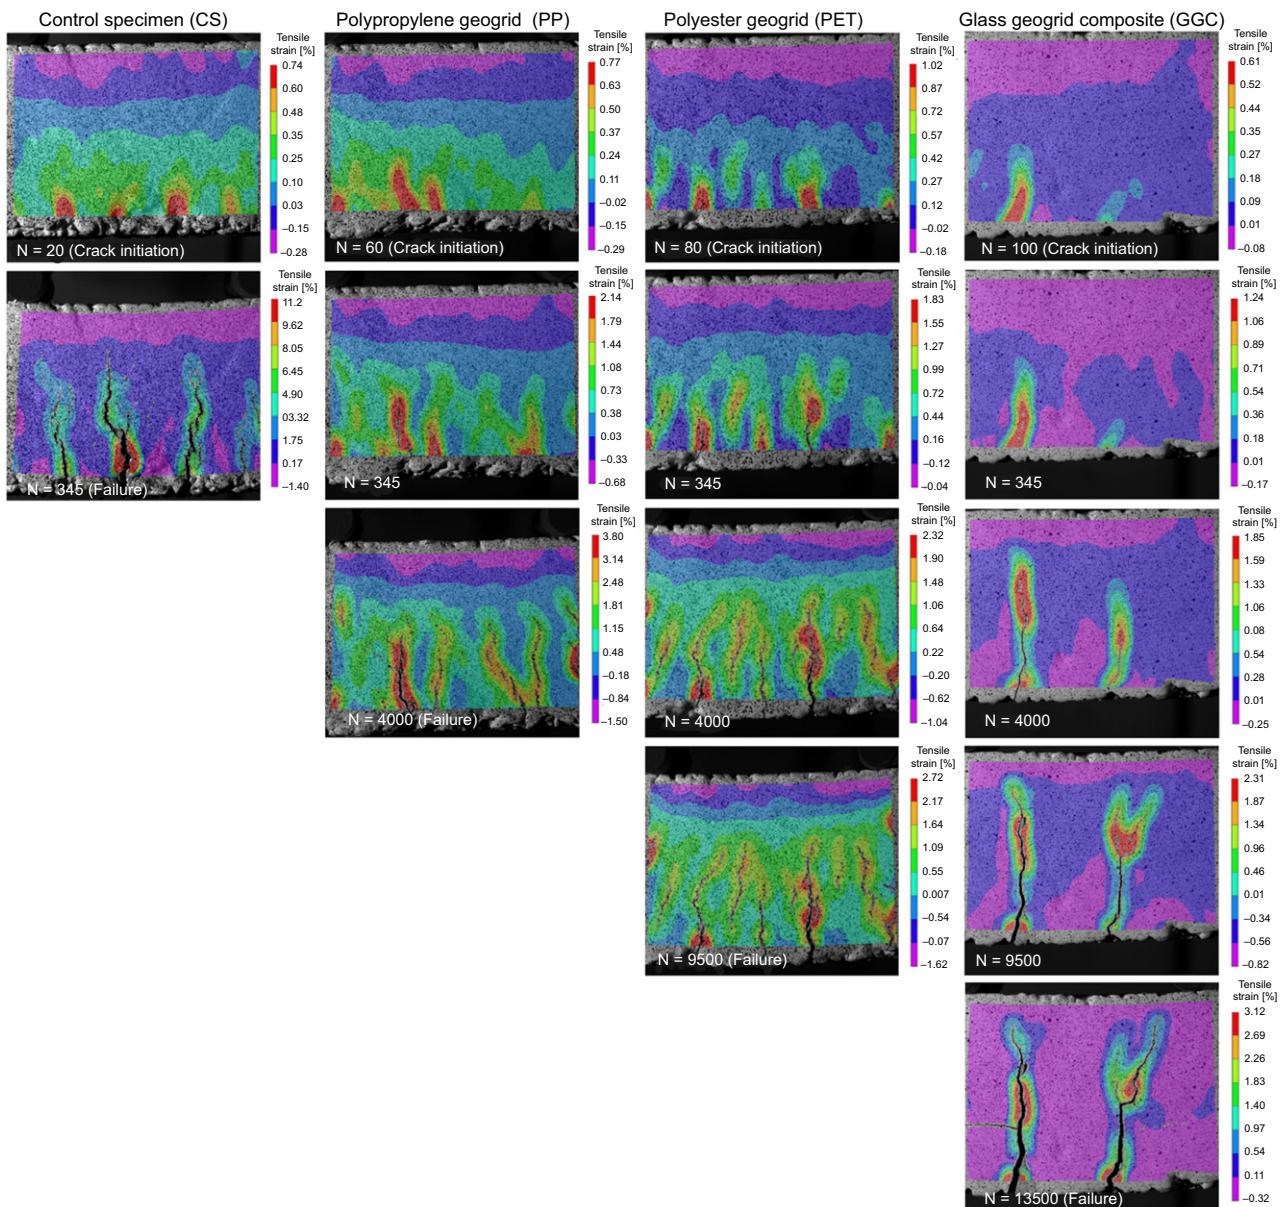 Control specimen (CS)
Polypropylene geogrid (PP)
Polyester geogrid (PET)
Glass geogrid composite (GGC)
Tensile
strain [%]
0.74
0.60
0.48
0.35
0.25
0.10
0.03
–0.15
–0.28
N = 20 (Crack initiation)
Tensile
strain [%]
0.77
0.63
0.50
0.37
0.24
0.11
–0.02
–0.15
–0.29
N = 60 (Crack initiation)
Tensile
strain [%]
1.02
0.87
0.72
0.57
0.42
0.27
0.12
–0.02
–0.18
N = 80 (Crack initiation)
Tensile
strain [%]
0.61
0.52
0.44
0.35
0.27
0.18
0.09
0.01
–0.08
N = 100 (Crack initiation)
Tensile
strain [%]
11.2
9.62
8.05
6.45
4.90
03.32
1.75
0.17
–1.40
N = 345 (Failure)
Tensile
strain [%]
2.14
1.79
1.44
1.08
0.73
0.38
0.03
–0.33
–0.68
N = 345
Tensile
strain [%]
1.83
1.55
1.27
0.99
0.72
0.44
0.16
–0.12
–0.04
N = 345
Tensile
strain [%]
1.24
1.06
0.89
0.71
0.54
0.36
0.18
0.01
–0.17
N = 345
Tensile
strain [%]
3.80
3.14
2.48
1.81
1.15
0.48
–0.18
–0.84
–1.50
N = 4000 (Failure)
Tensile
strain [%]
2.32
1.90
1.48
1.06
0.64
0.22
–0.20
–0.62
–1.04
N = 4000
Tensile
strain [%]
1.85
1.59
1.33
1.06
0.08
0.54
0.28
0.01
–0.25
N = 4000
Tensile
strain [%]
2.72
2.17
1.64
1.09
0.55
0.007
–0.54
–0.07
–1.62
N = 9500 (Failure)
Tensile
strain [%]
2.31
1.87
1.34
0.96
0.46
0.01
–0.34
–0.56
–0.82
N = 9500
Tensile
strain [%]
3.12
2.69
2.26
1.83
1.40
0.97
0.54
0.11
–0.32
N = 13500 (Failure)